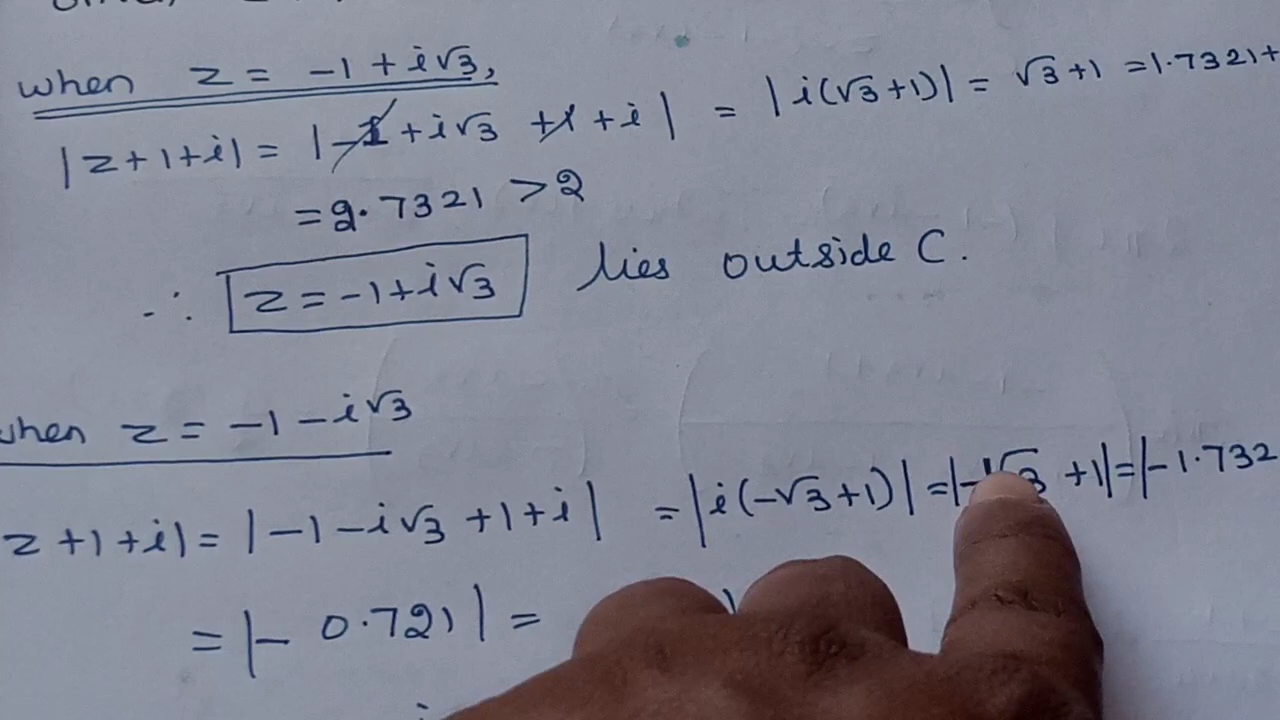 when z = -1 + i√3,
|z+1+i| = |-1 + i√3 + 1 + i| = |i(√3+1)| = √3+1 = 1.7321+
= 2.7321 > 2
∴ z = -1 + i√3 lies outside C.
when z = -1 - i√3
z+1+i| = |-1 - i√3 + 1 + i| = |i(-√3+1)| = |-√3 + 1| = |-1.732
= |- 0.721| =